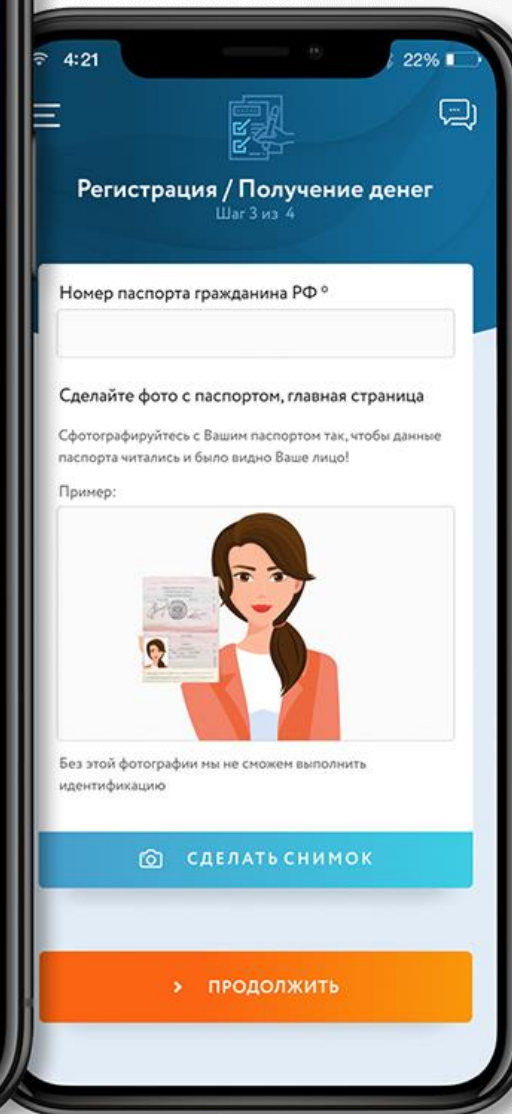 4:21
22%
Регистрация / Получение денег
Шаг 3 из 4
Номер паспорта гражданина РФ °
Сделайте фото с паспортом, главная страница
Сфотографируйтесь с Вашим паспортом так, чтобы данные
паспорта читались и было видно Ваше лицо!
Пример:
Без этой фотографии мы не сможем выполнить
идентификацию
СДЕЛАТЬ СНИМОК
> ПРОДОЛЖИТЬ